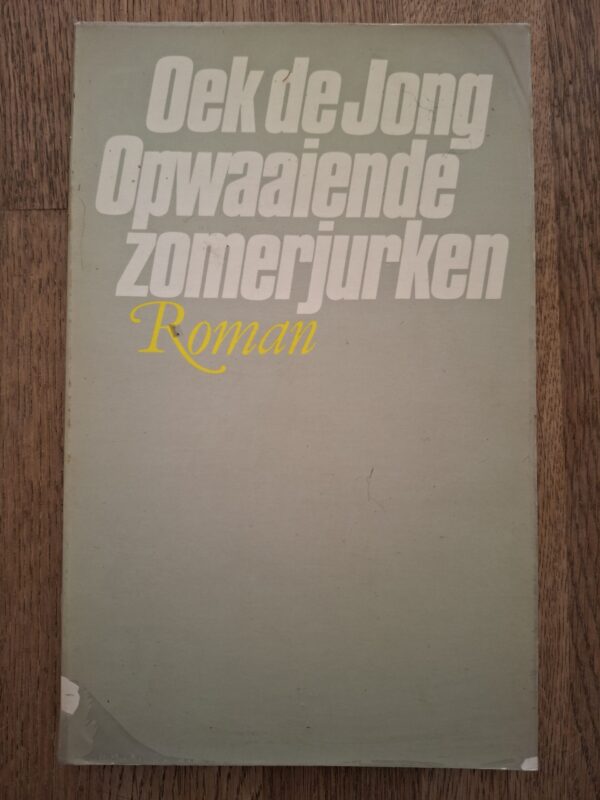 Oek de Jong
Opwaaiende
zomerjurken
Roman